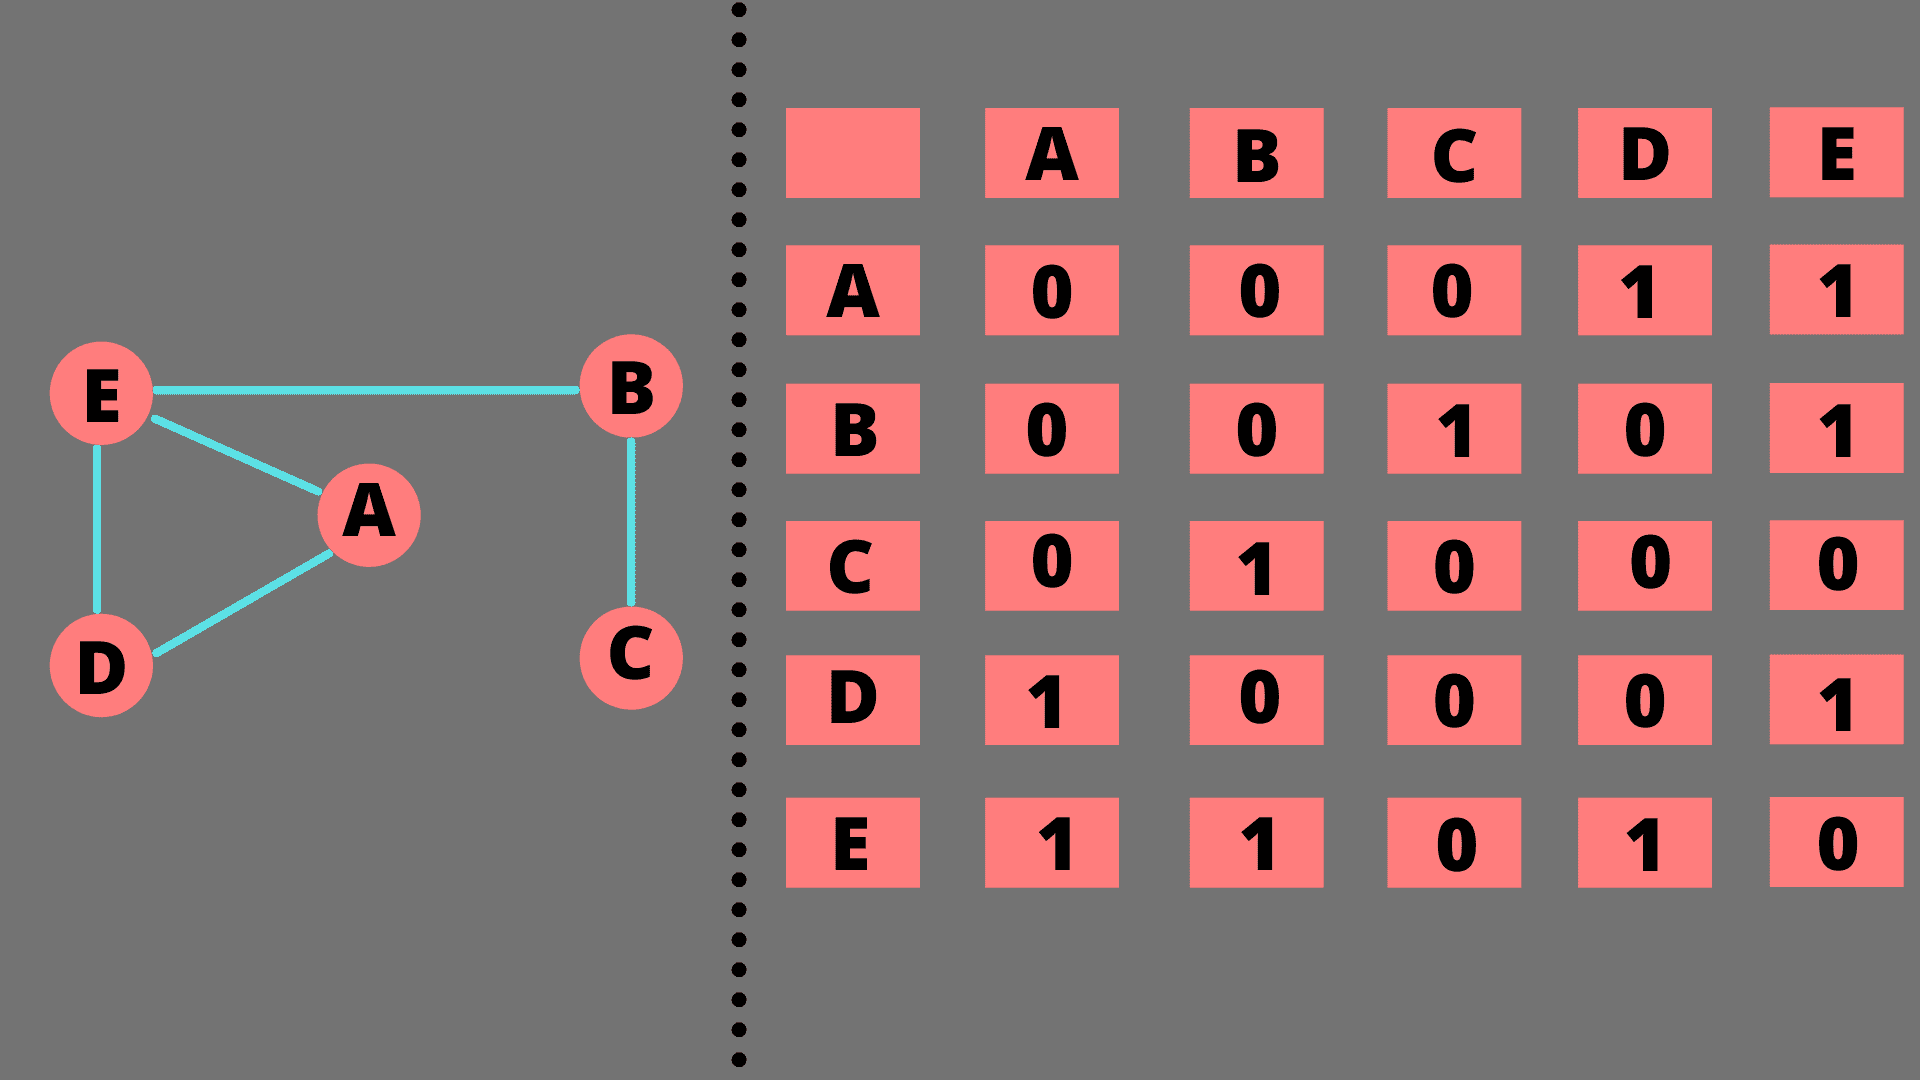 E
B
A
D
C
A B C D E
A 0 0 0 1 1
B 0 0 1 0 1
C 0 1 0 0 0
D 1 0 0 0 1
E 1 1 0 1 0